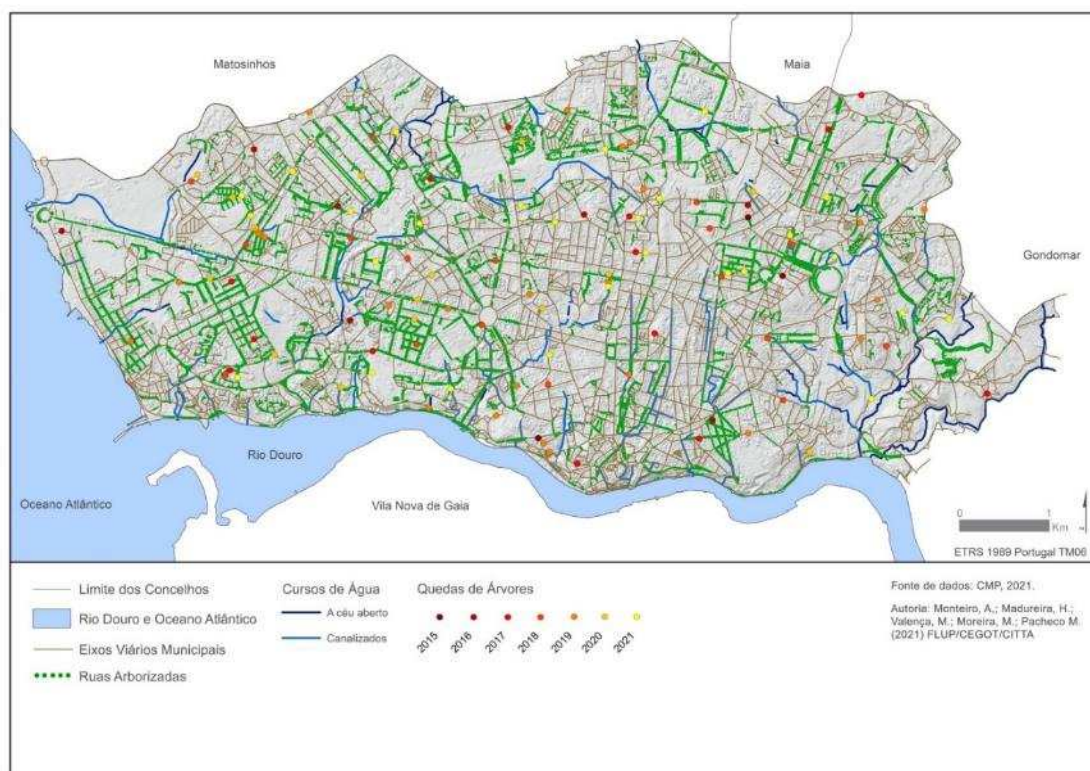 Matosinhos
Maia
Gondomar
Rio Douro
Oceano Atlântico
Vila Nova de Gaia
0 1
Km
ETRS 1989 Portugal TM06
Limite dos Concelhos
Rio Douro e Oceano Atlântico
Eixos Viários Municipais
Ruas Arborizadas
Cursos de Água
A céu aberto
Canalizados
Quedas de Árvores
2015 2016 2017 2018 2019 2020 2021
Fonte de dados: CMP, 2021.
Autoria: Monteiro, A.; Madureira, H.;
Valença, M.; Moreira, M.; Pacheco M.
(2021) FLUP/CEGOT/CITTA